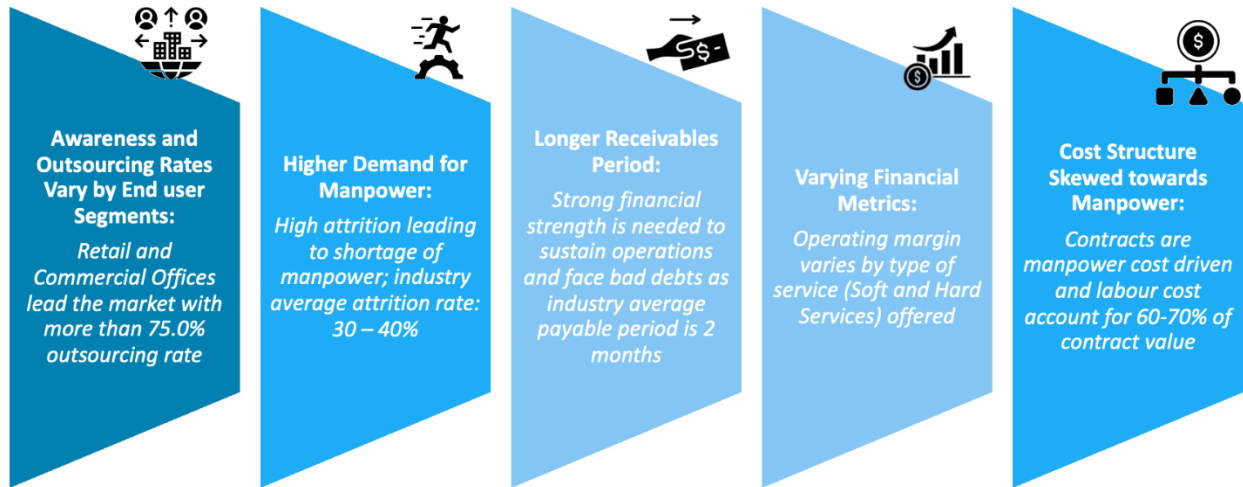 Awareness and
Outsourcing Rates
Vary by End user
Segments:
Retail and
Commercial Offices
lead the market with
more than 75.0%
outsourcing rate
Higher Demand for
Manpower:
High attrition leading
to shortage of
manpower; industry
average attrition rate:
30 – 40%
Longer Receivables
Period:
Strong financial
strength is needed to
sustain operations
and face bad debts as
industry average
payable period is 2
months
Varying Financial
Metrics:
Operating margin
varies by type of
service (Soft and Hard
Services) offered
Cost Structure
Skewed towards
Manpower:
Contracts are
manpower cost driven
and labour cost
account for 60-70% of
contract value